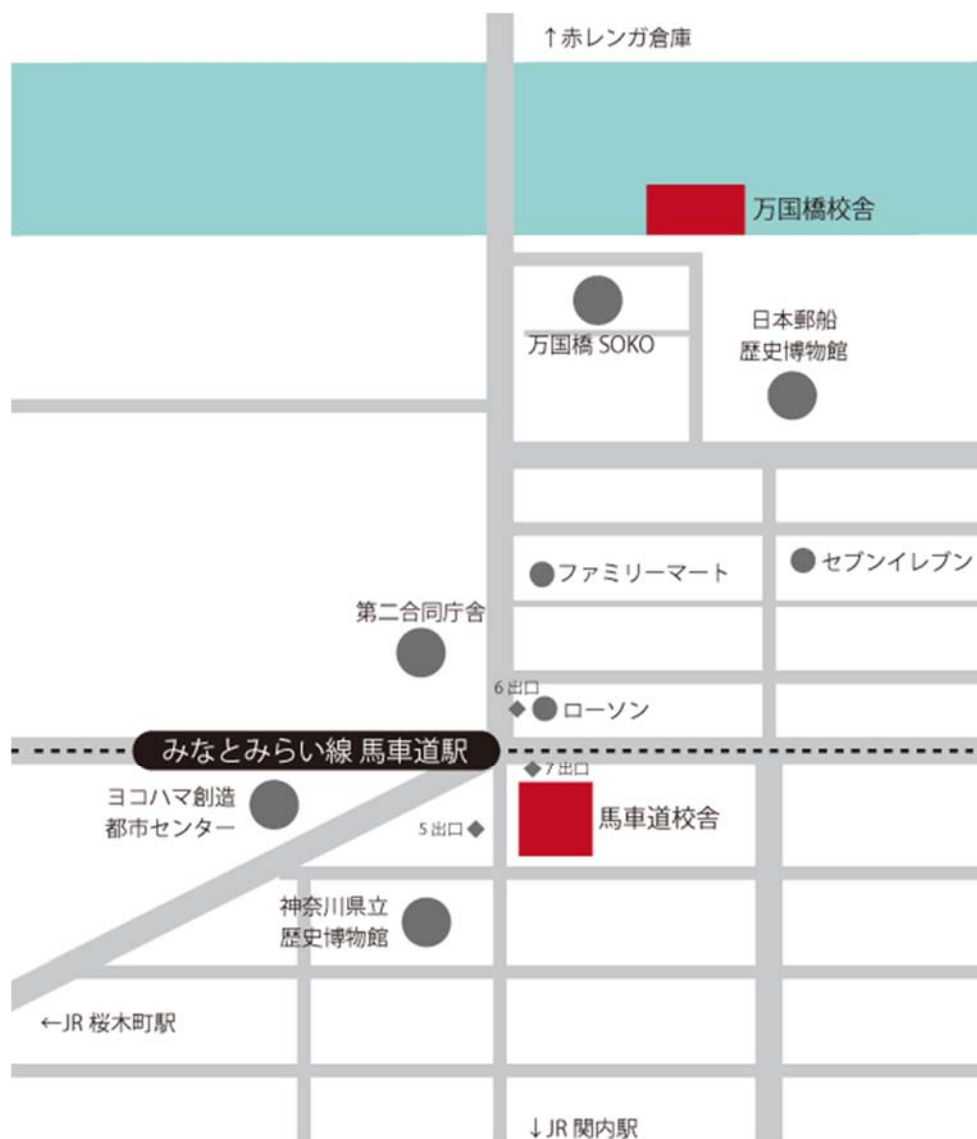 ↑赤レンガ倉庫
万国橋校舎
万国橋 SOKO
日本郵船
歴史博物館
ファミリーマート
セブンイレブン
第二合同庁舎
6 出口
ローソン
みなとみらい線 馬車道駅
7 出口
ヨコハマ創造
都市センター
5 出口
馬車道校舎
神奈川県立
歴史博物館
←JR 桜木町駅
↓JR 関内駅